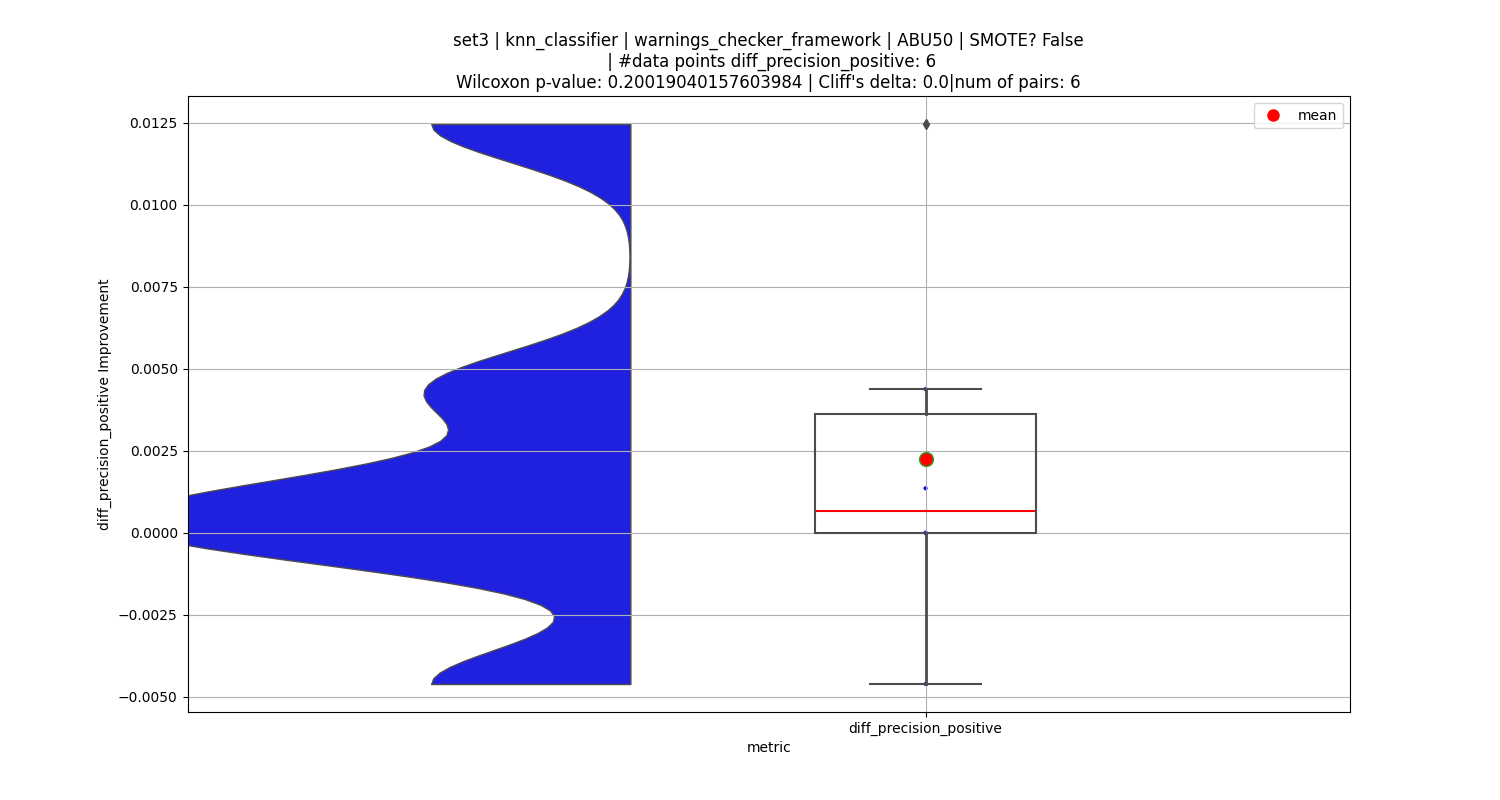 set3 | knn_classifier | warnings_checker_framework | ABU50 | SMOTE? False
| #data points diff_precision_positive: 6
Wilcoxon p-value: 0.20019040157603984 | Cliff's delta: 0.0|num of pairs: 6
mean
0.0125
0.0100
0.0075
0.0050
0.0025
0.0000
−0.0025
−0.0050
diff_precision_positive Improvement
diff_precision_positive
metric